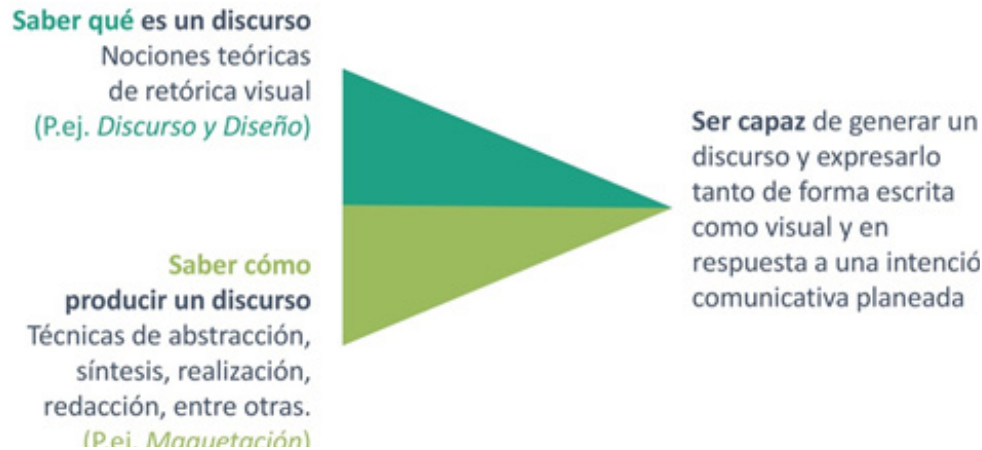 Saber qué es un discurso
Nociones teóricas
de retórica visual
(P.ej. Discurso y Diseño)
Saber cómo
producir un discurso
Técnicas de abstracción,
síntesis, realización,
redacción, entre otras.
(P.ej. Maquetación)
Ser capaz de generar un
discurso y expresarlo
tanto de forma escrita
como visual y en
respuesta a una intenció
comunicativa planeada